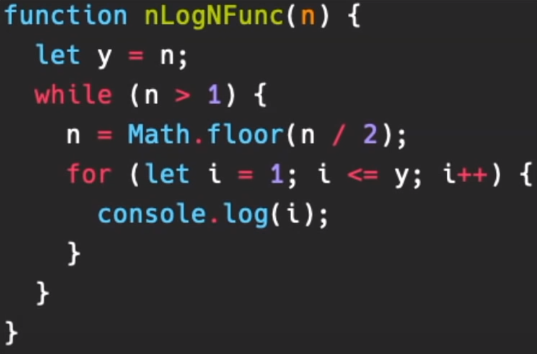 function nLogNFunc(n) {
  let y = n;
  while (n > 1) {
    n = Math.floor(n / 2);
    for (let i = 1; i <= y; i++) {
      console.log(i);
    }
  }
}